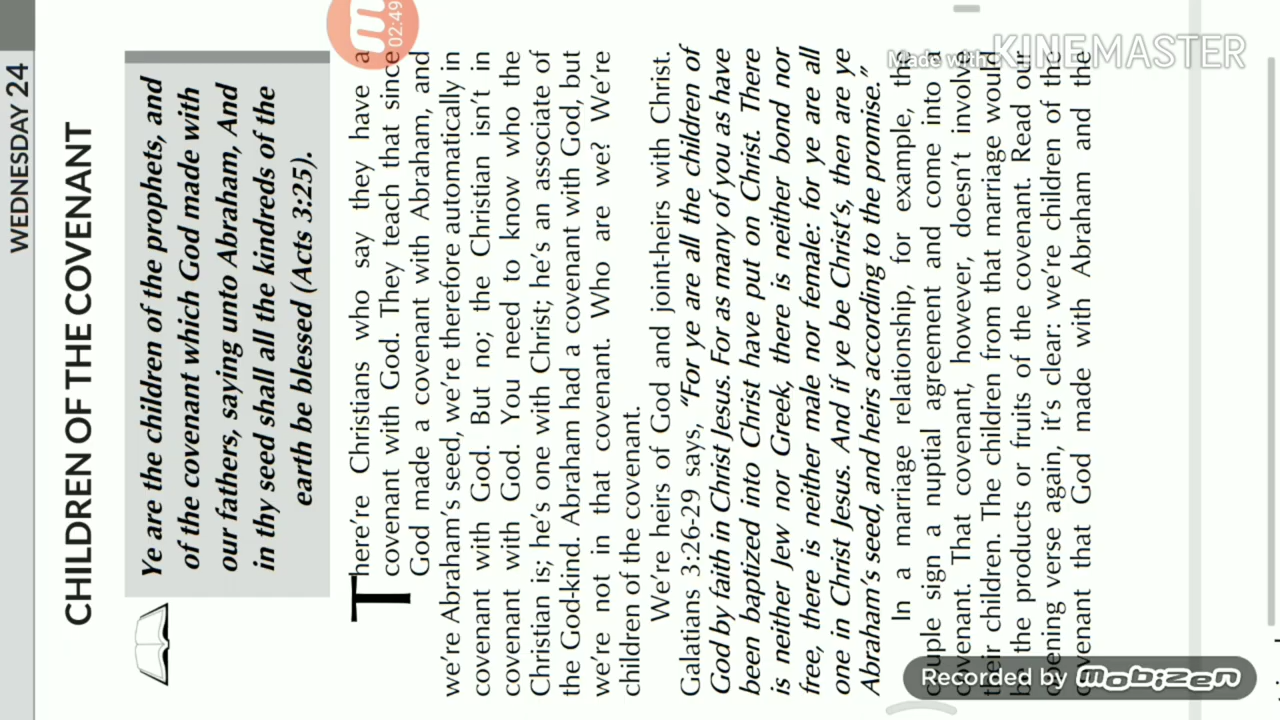 WEDNESDAY 24
CHILDREN OF THE COVENANT
Ye are the children of the prophets, and
of the covenant which God made with
our fathers, saying unto Abraham, And
in thy seed shall all the kindreds of the
earth be blessed (Acts 3:25).
There're Christians who say they have a
covenant with God. They teach that since
God made a covenant with Abraham, and
we're Abraham's seed, we're therefore automatically in
covenant with God. But no; the Christian isn't in
covenant with God. You need to know who the
Christian is; he's one with Christ; he's an associate of
the God-kind. Abraham had a covenant with God, but
we're not in that covenant. Who are we? We're
children of the covenant.
We're heirs of God and joint-heirs with Christ.
Galatians 3:26-29 says, "For ye are all the children of
God by faith in Christ Jesus. For as many of you as have
been baptized into Christ have put on Christ. There
is neither Jew nor Greek, there is neither bond nor
free, there is neither male nor female: for ye are all
one in Christ Jesus. And if ye be Christ's, then are ye
Abraham's seed, and heirs according to the promise."
In a marriage relationship, for example, the
couple sign a nuptial agreement and come into a
covenant. That covenant, however, doesn't involve
their children. The children from that marriage would
be the products or fruits of the covenant. Read our
opening verse again, it's clear: we're children of the
covenant that God made with Abraham and the
02:49
Made with KINEMASTER
Recorded by mobizen